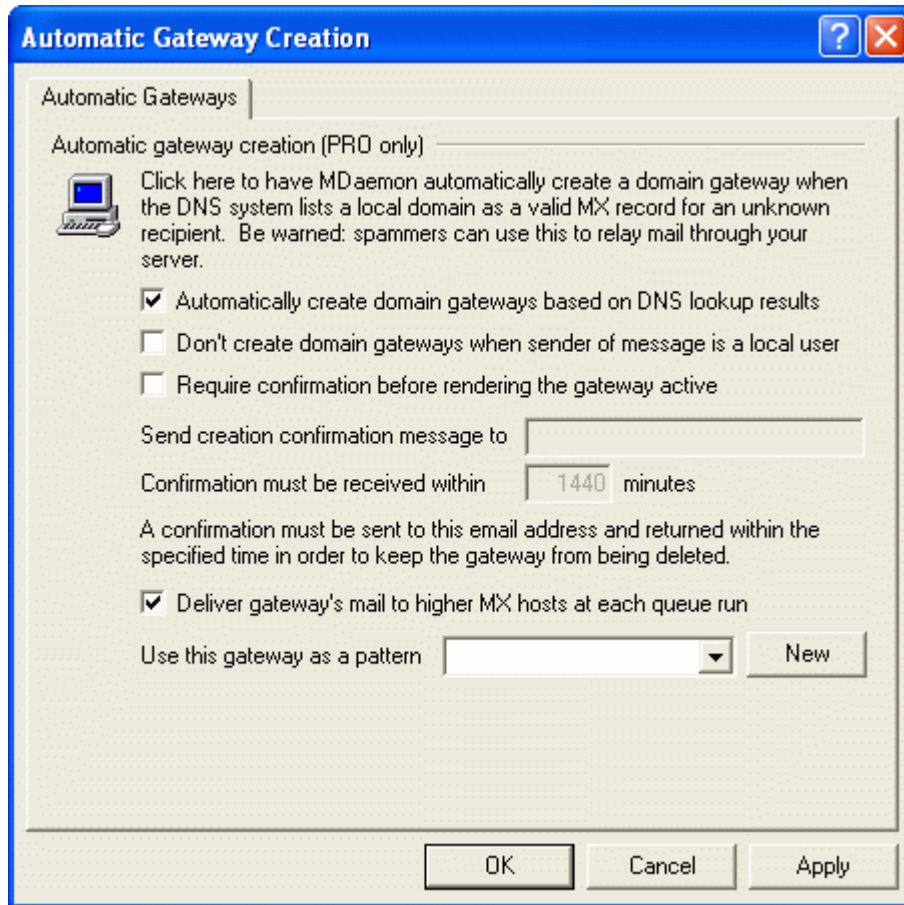 Automatic Gateway Creation
?
Automatic Gateways
Automatic gateway creation (PRO only)
Click here to have MDaemon automatically create a domain gateway when
the DNS system lists a local domain as a valid MX record for an unknown
recipient.  Be warned: spammers can use this to relay mail through your
server.
Automatically create domain gateways based on DNS lookup results
Don't create domain gateways when sender of message is a local user
Require confirmation before rendering the gateway active
Send creation confirmation message to
Confirmation must be received within 1440 minutes
A confirmation must be sent to this email address and returned within the
specified time in order to keep the gateway from being deleted.
Deliver gateway's mail to higher MX hosts at each queue run
Use this gateway as a pattern New
OK Cancel Apply